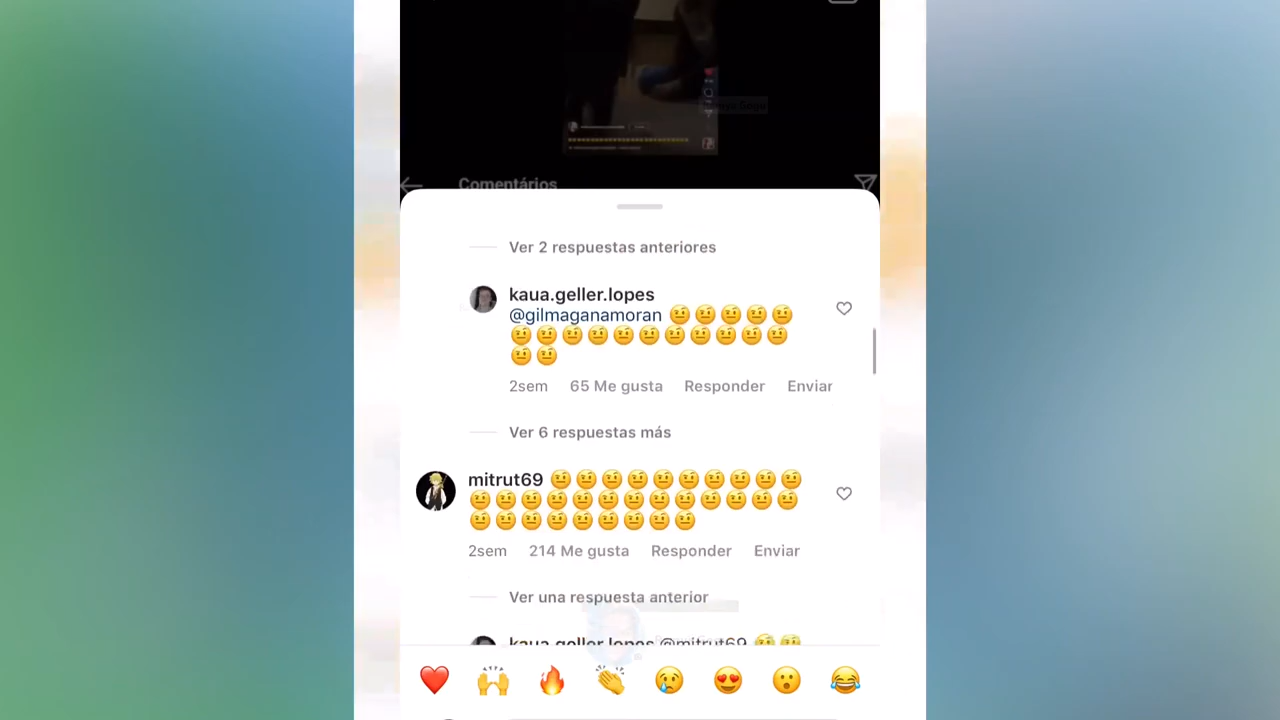 Comentários
Ver 2 respuestas anteriores
kaua.geller.lopes
@gilmaganamoran 🤨🤨🤨🤨🤨
🤨🤨🤨🤨🤨🤨🤨🤨🤨🤨🤨
🤨🤨
2sem 65 Me gusta Responder Enviar
Ver 6 respuestas más
mitrut69 🤨🤨🤨🤨🤨🤨🤨🤨🤨🤨
🤨🤨🤨🤨🤨🤨🤨🤨🤨🤨🤨🤨🤨
🤨🤨🤨🤨🤨🤨🤨🤨🤨
2sem 214 Me gusta Responder Enviar
Ver una respuesta anterior
kaua.geller.lopes @mitrut69 🤨🤨
❤️🙌🔥👏😢😍😮😂